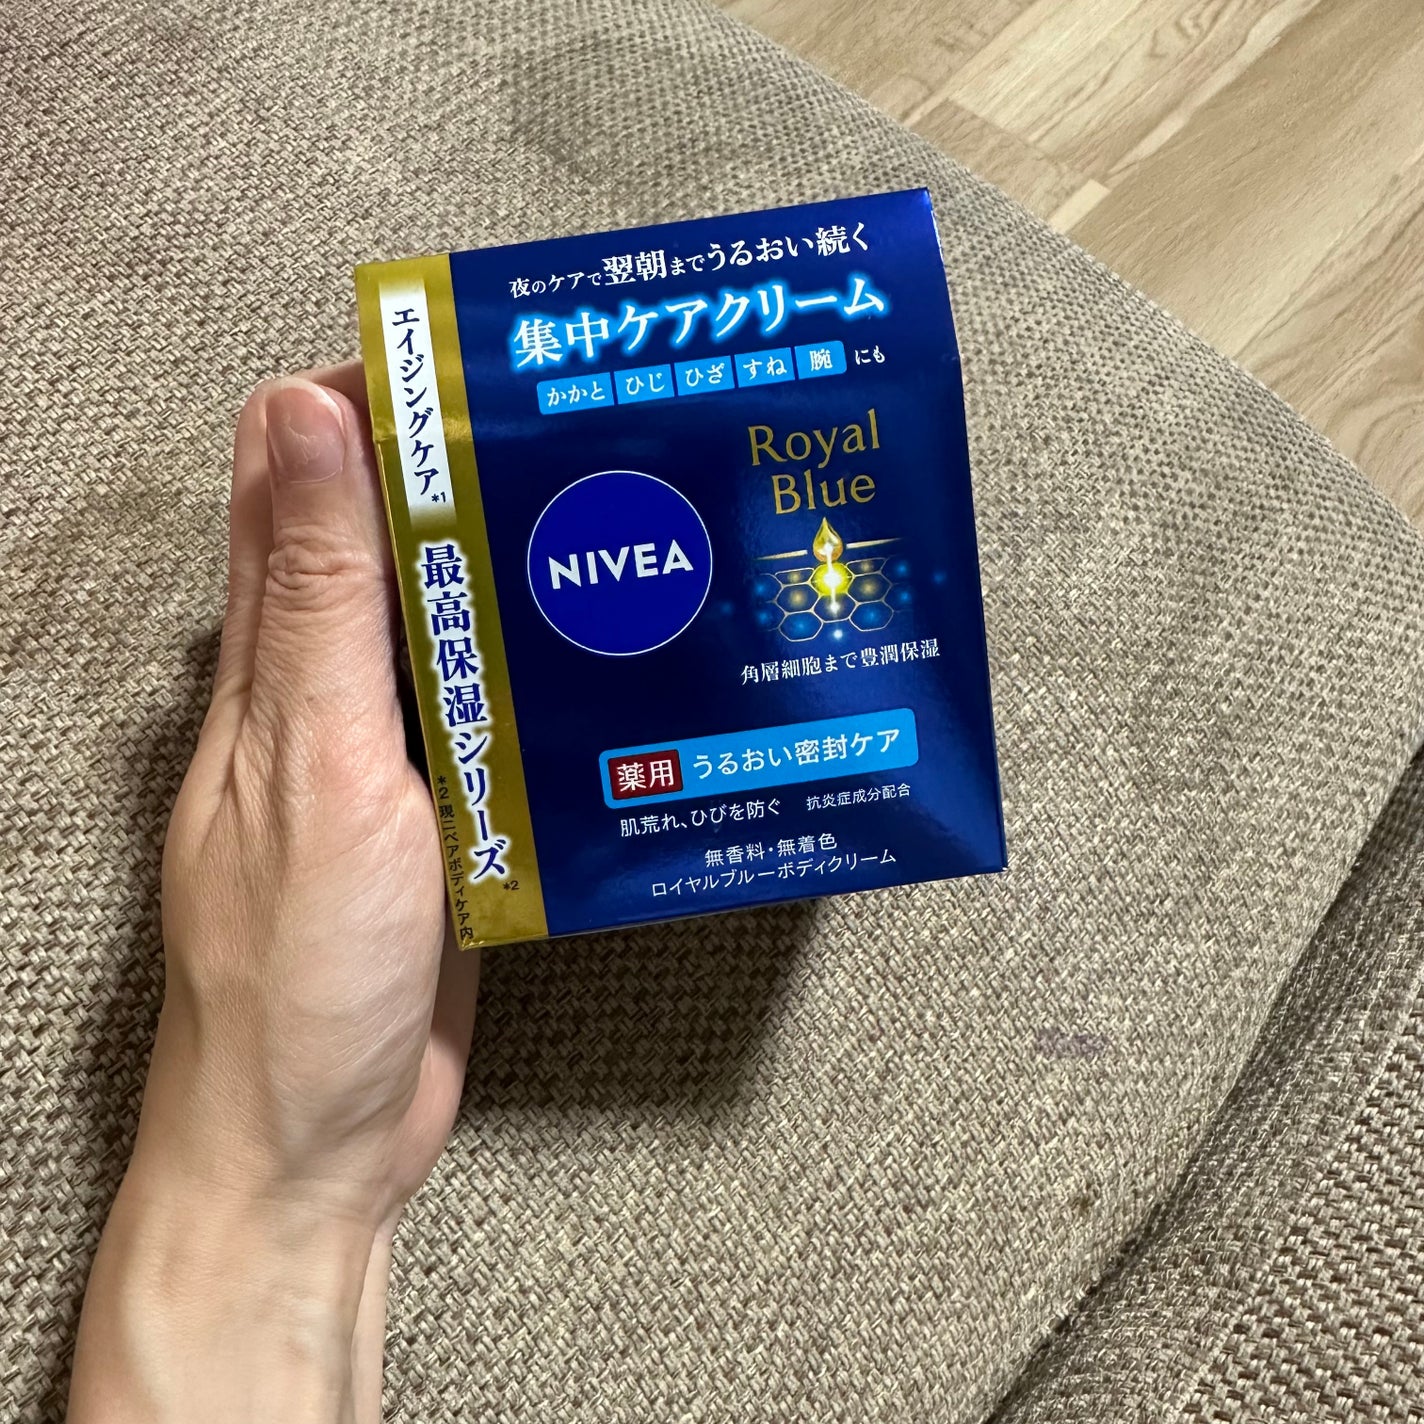 夜のケアで翌朝までうるおい続く
集中ケアクリーム
かかと ひじ ひざ すね 腕 にも
エイジングケア*1
最高保湿シリーズ*2
*2 現ニベアボディケア内
Royal
Blue
NIVEA
角層細胞まで豊潤保湿
薬用 うるおい密封ケア
肌荒れ、ひびを防ぐ 抗炎症成分配合
無香料・無着色
ロイヤルブルーボディクリーム